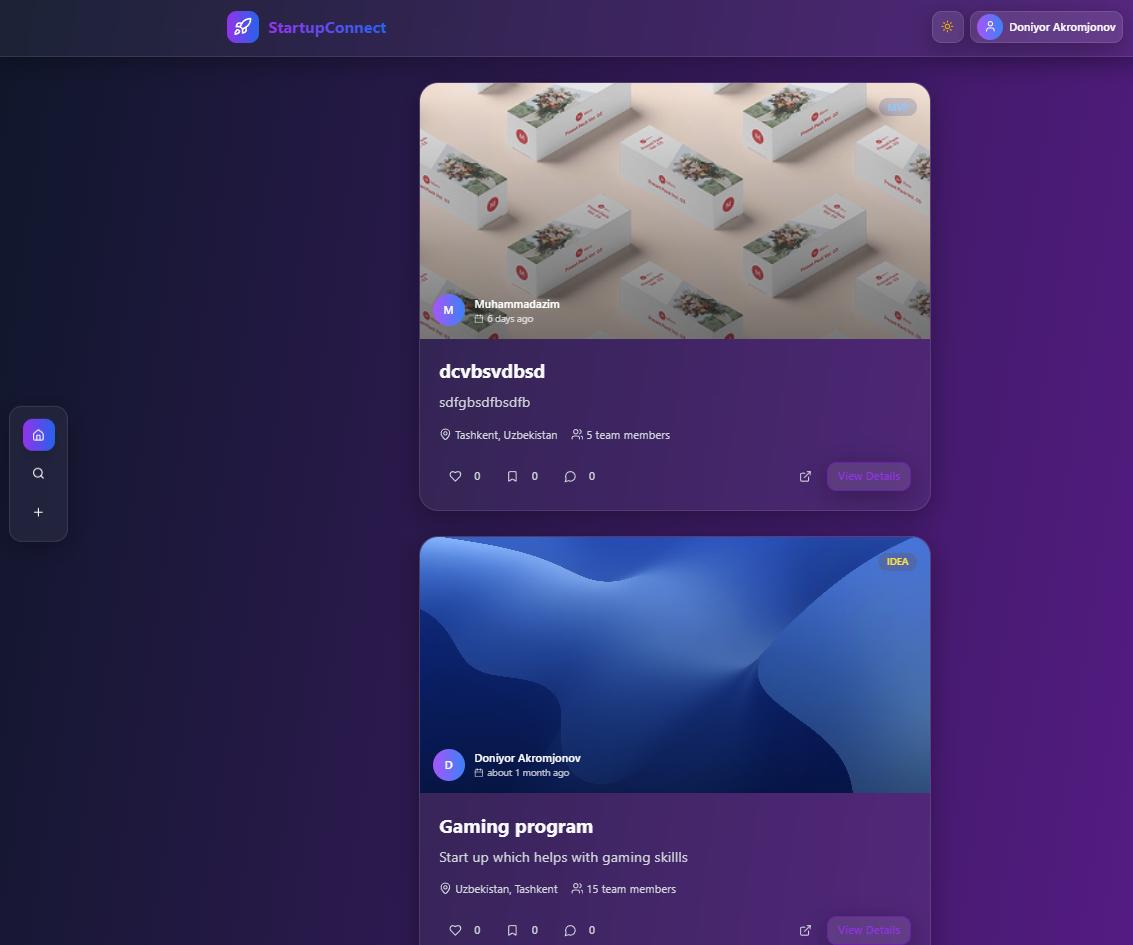 StartupConnect
Doniyor Akromjonov
MVP
Muhammadazim
6 days ago
dcvbsvdbsd
sdfgbsdfbsdfb
Tashkent, Uzbekistan 5 team members
0 0 0 View Details
IDEA
D
Doniyor Akromjonov
about 1 month ago
Gaming program
Start up which helps with gaming skillls
Uzbekistan, Tashkent 15 team members
0 0 0 View Details